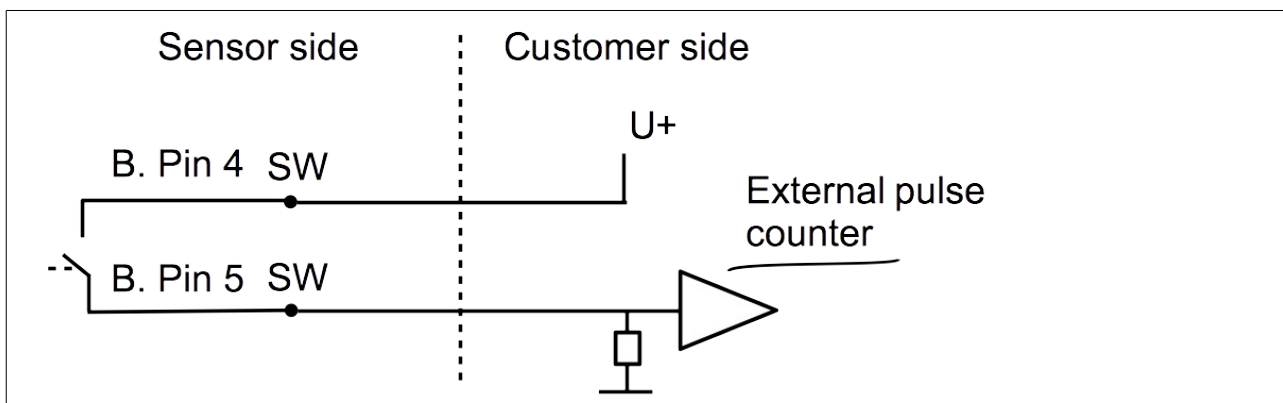 Sensor side
Customer side
U+
B. Pin 4 SW
External pulse
counter
B. Pin 5 SW